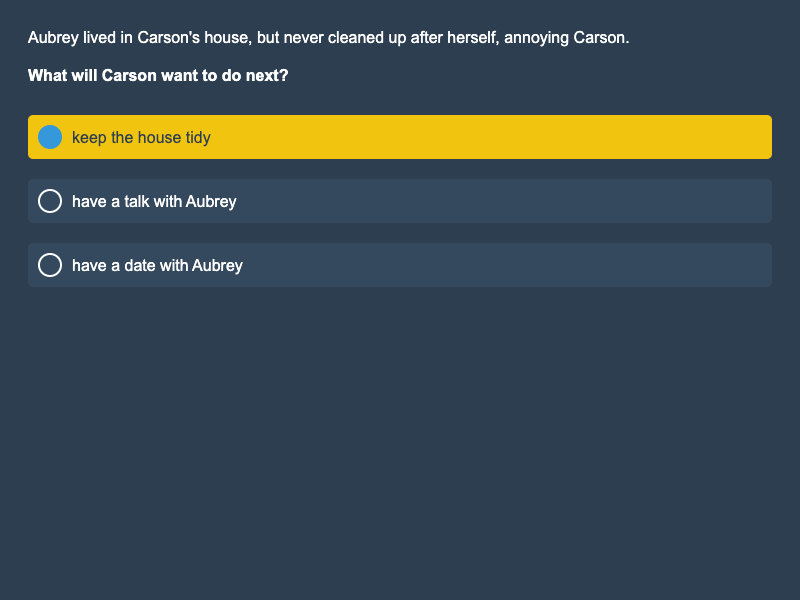 Aubrey lived in Carson's house, but never cleaned up after herself, annoying Carson.
What will Carson want to do next?
keep the house tidy
have a talk with Aubrey
have a date with Aubrey